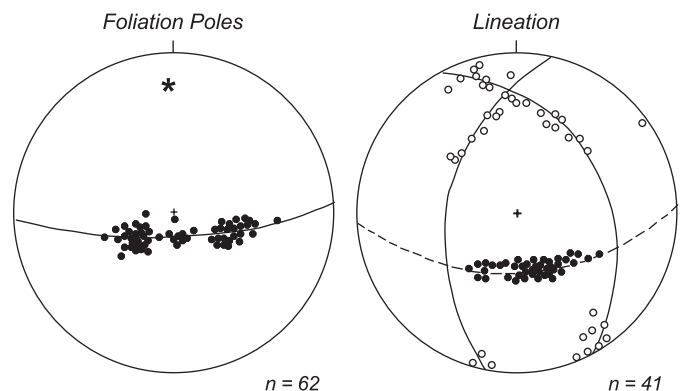 Foliation Poles
Lineation
n = 62
n = 41